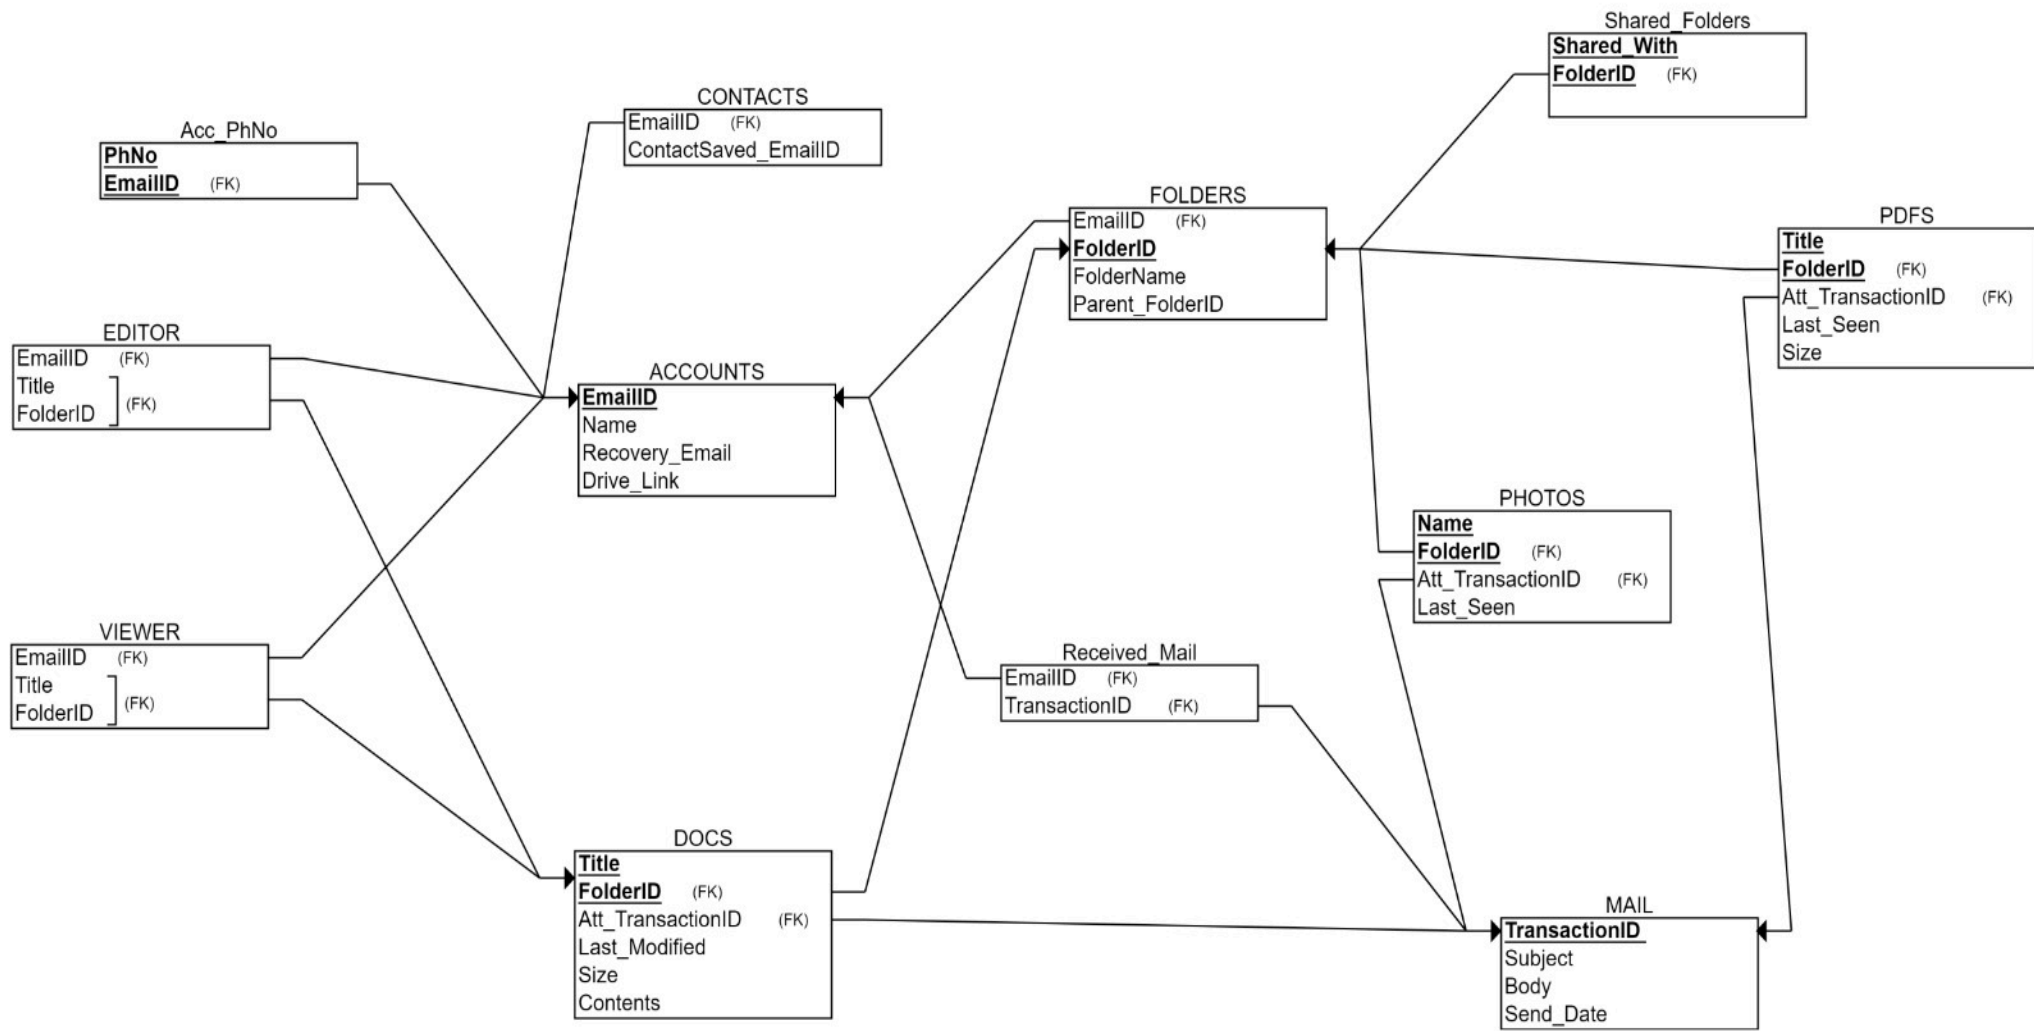 Shared_Folders
Shared_With
FolderID (FK)
CONTACTS
EmailID (FK)
ContactSaved_EmailID
Acc_PhNo
PhNo
EmailID (FK)
FOLDERS
EmailID (FK)
FolderID
FolderName
Parent_FolderID
PDFS
Title
FolderID (FK)
Att_TransactionID (FK)
Last_Seen
Size
EDITOR
EmailID (FK)
Title
FolderID (FK)
ACCOUNTS
EmailID
Name
Recovery_Email
Drive_Link
PHOTOS
Name
FolderID (FK)
Att_TransactionID (FK)
Last_Seen
VIEWER
EmailID (FK)
Title
FolderID (FK)
Received_Mail
EmailID (FK)
TransactionID (FK)
DOCS
Title
FolderID (FK)
Att_TransactionID (FK)
Last_Modified
Size
Contents
MAIL
TransactionID
Subject
Body
Send_Date